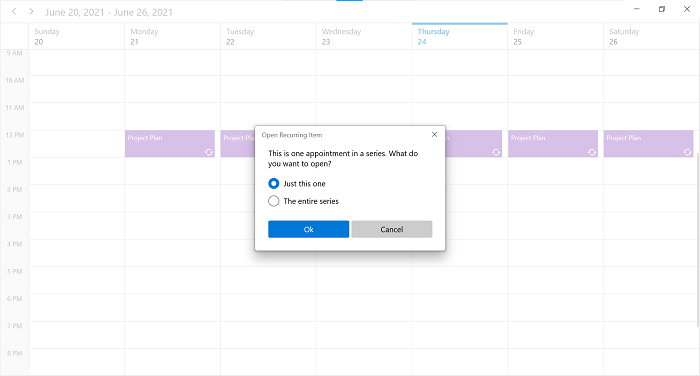 June 20, 2021 - June 26, 2021
Sunday Monday Tuesday Wednesday Thursday Friday Saturday
20 21 22 23 24 25 26
9 AM
10 AM
11 AM
12 PM
Project Plan Project Pl Plan Project Plan Project Plan
Open Recurring Item
This is one appointment in a series. What do
you want to open?
1 PM
Just this one
2 PM
The entire series
3 PM
Ok Cancel
4 PM
5 PM
6 PM
7 PM
8 PM